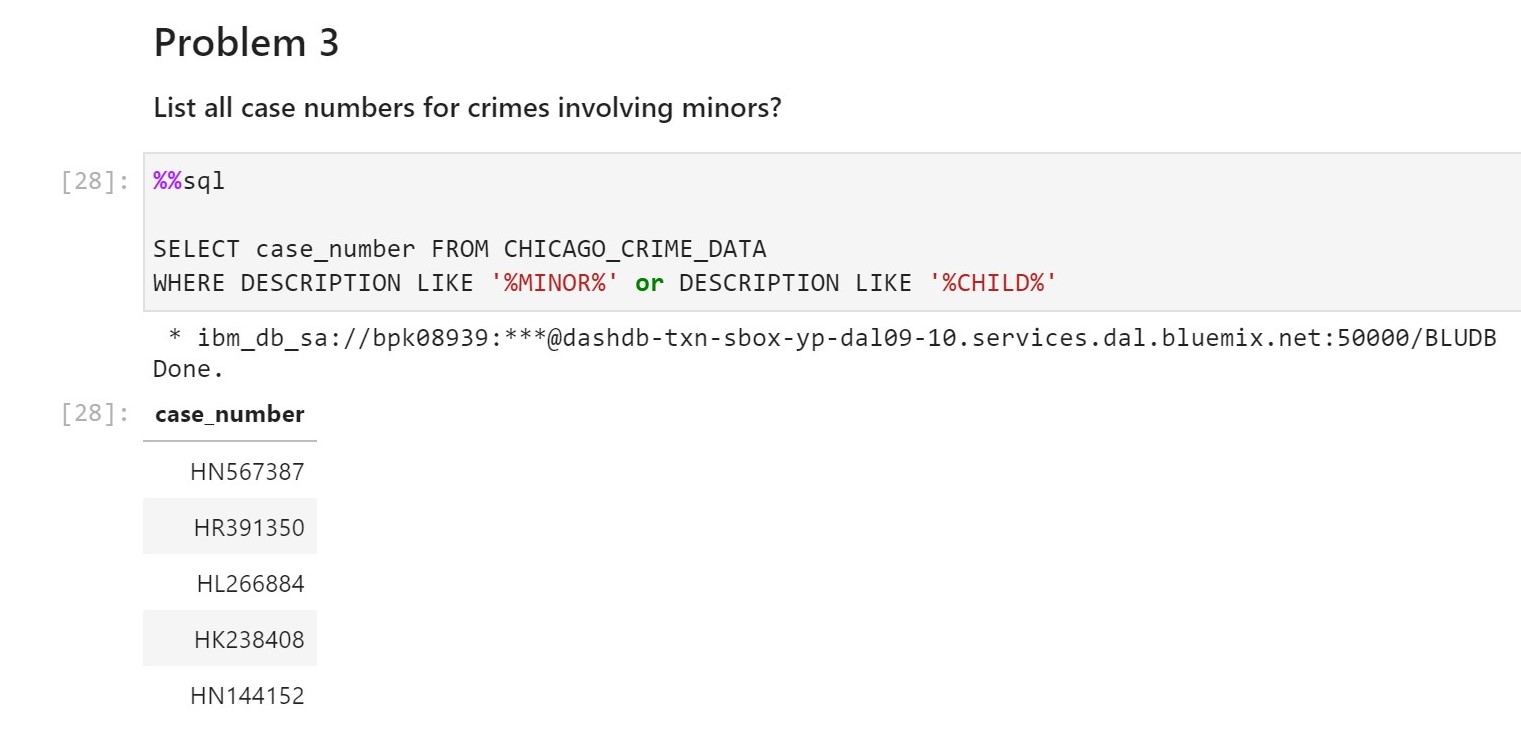 Problem 3
List all case numbers for crimes involving minors?
[28]: %%sql
SELECT case_number FROM CHICAGO_CRIME_DATA
WHERE DESCRIPTION LIKE '%MINOR%' or DESCRIPTION LIKE '%CHILD%'
* ibm_db_sa://bpk08939:***@dashdb-txn-sbox-yp-dal09-10.services.dal.bluemix.net:50000/BLUDB
Done.
[28]: case_number
HN567387
HR391350
HL266884
HK238408
HN144152